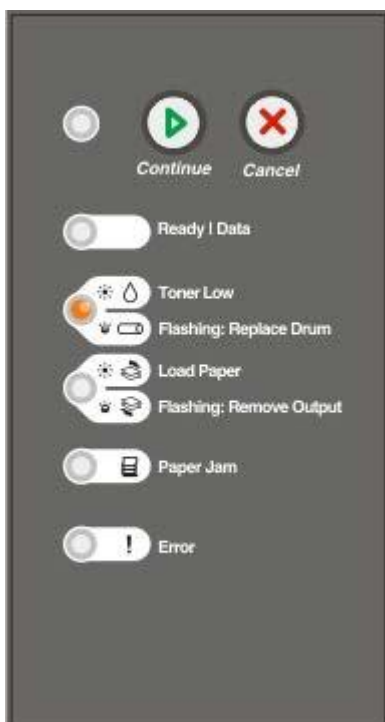 Continue Cancel
Ready | Data
Toner Low
Flashing: Replace Drum
Load Paper
Flashing: Remove Output
Paper Jam
! Error